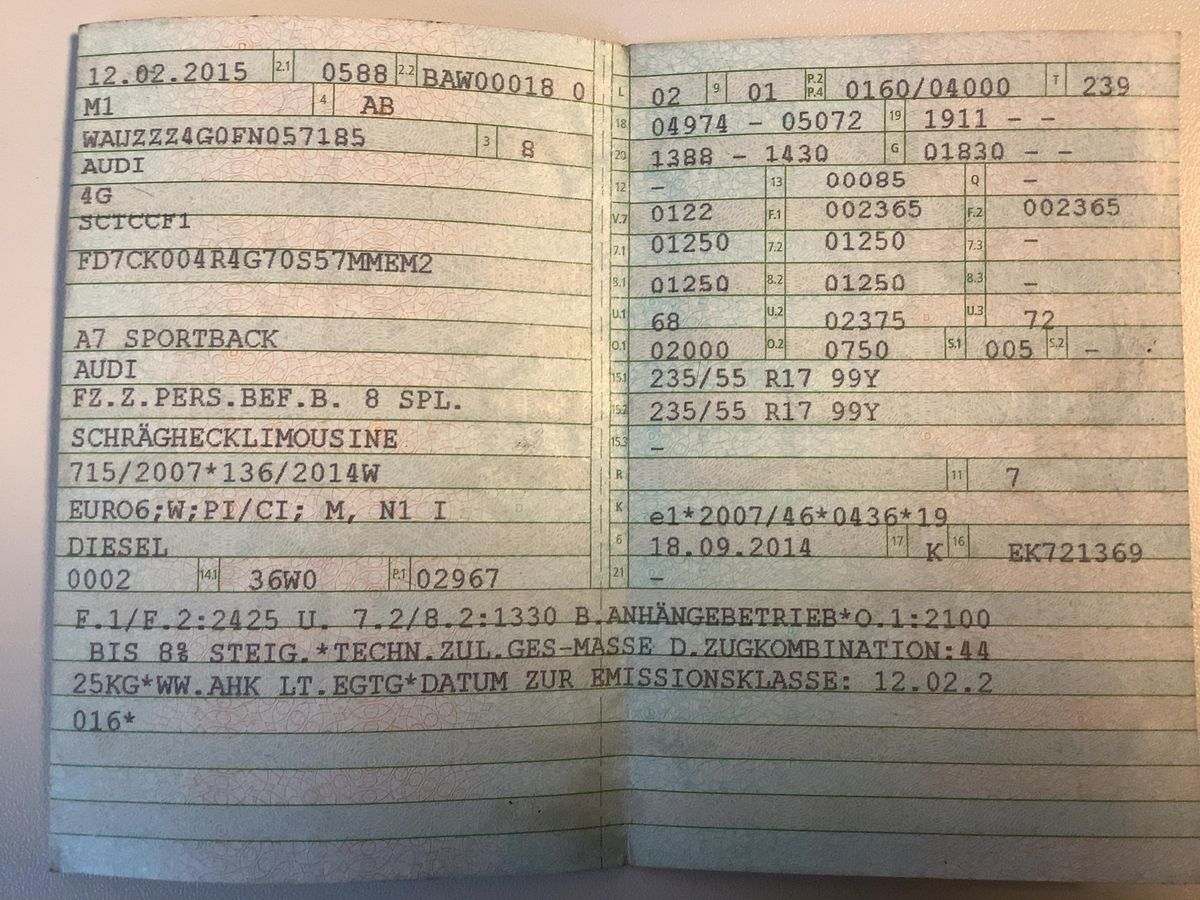 12.02.2015 2.1 0588 2.2 BAW00018 0
M1 4 AB
WAUZZZ4G0FN057185 3 8
AUDI
4G
SCTCCF1
FD7CK004R4G70S57MMEM2
A7 SPORTBACK
AUDI
FZ.Z.PERS.BEF.B. 8 SPL.
SCHRÄGHECKLIMOUSINE
715/2007*136/2014W
EURO6;W;PI/CI; M, N1 I
DIESEL
0002 14.1 36W0 P.1 02967
L 02 9 01 P.2 P.4 0160/04000 T 239
18 04974 - 05072 19 1911 - -
20 1388 - 1430 G 01830 - -
12 - 13 00085 Q -
V.7 0122 F.1 002365 F.2 002365
7.1 01250 7.2 01250 7.3 -
8.1 01250 8.2 01250 8.3 -
U.1 68 U.2 02375 U.3 72
O.1 02000 O.2 0750 S.1 005 S.2 -
15.1 235/55 R17 99Y
15.2 235/55 R17 99Y
15.3 -
R 11 7
K e1*2007/46*0436*19
6 18.09.2014 17 K 16 EK721369
21 -
F.1/F.2:2425 U. 7.2/8.2:1330 B.ANHÄNGEBETRIEB*O.1:2100
BIS 8% STEIG.*TECHN.ZUL.GES-MASSE D.ZUGKOMBINATION:44
25KG*WW.AHK LT.EGTG*DATUM ZUR EMISSIONSKLASSE: 12.02.2
016*